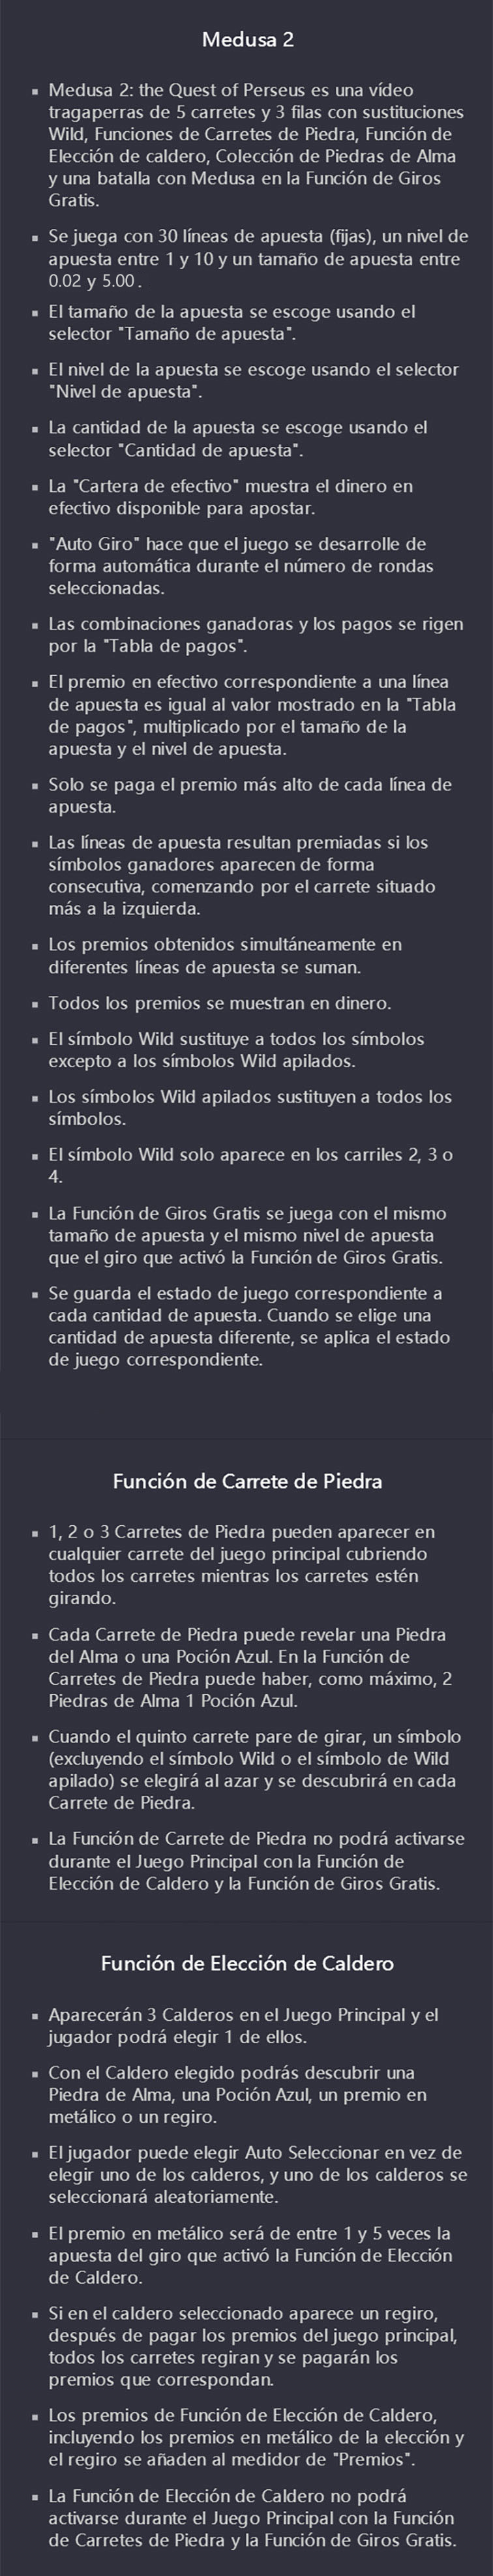 Medusa 2
▪ Medusa 2: the Quest of Perseus es una vídeo
tragaperras de 5 carretes y 3 filas con sustituciones
Wild, Funciones de Carretes de Piedra, Función de
Elección de caldero, Colección de Piedras de Alma
y una batalla con Medusa en la Función de Giros
Gratis.
▪ Se juega con 30 líneas de apuesta (fijas), un nivel de
apuesta entre 1 y 10 y un tamaño de apuesta entre
0.02 y 5.00 .
▪ El tamaño de la apuesta se escoge usando el
selector "Tamaño de apuesta".
▪ El nivel de la apuesta se escoge usando el selector
"Nivel de apuesta".
▪ La cantidad de la apuesta se escoge usando el
selector "Cantidad de apuesta".
▪ La "Cartera de efectivo" muestra el dinero en
efectivo disponible para apostar.
▪ "Auto Giro" hace que el juego se desarrolle de
forma automática durante el número de rondas
seleccionadas.
▪ Las combinaciones ganadoras y los pagos se rigen
por la "Tabla de pagos".
▪ El premio en efectivo correspondiente a una línea
de apuesta es igual al valor mostrado en la "Tabla
de pagos", multiplicado por el tamaño de la
apuesta y el nivel de apuesta.
▪ Solo se paga el premio más alto de cada línea de
apuesta.
▪ Las líneas de apuesta resultan premiadas si los
símbolos ganadores aparecen de forma
consecutiva, comenzando por el carrete situado
más a la izquierda.
▪ Los premios obtenidos simultáneamente en
diferentes líneas de apuesta se suman.
▪ Todos los premios se muestran en dinero.
▪ El símbolo Wild sustituye a todos los símbolos
excepto a los símbolos Wild apilados.
▪ Los símbolos Wild apilados sustituyen a todos los
símbolos.
▪ El símbolo Wild solo aparece en los carriles 2, 3 o
4.
▪ La Función de Giros Gratis se juega con el mismo
tamaño de apuesta y el mismo nivel de apuesta
que el giro que activó la Función de Giros Gratis.
▪ Se guarda el estado de juego correspondiente a
cada cantidad de apuesta. Cuando se elige una
cantidad de apuesta diferente, se aplica el estado
de juego correspondiente.
Función de Carrete de Piedra
▪ 1, 2 o 3 Carretes de Piedra pueden aparecer en
cualquier carrete del juego principal cubriendo
todos los carretes mientras los carretes estén
girando.
▪ Cada Carrete de Piedra puede revelar una Piedra
del Alma o una Poción Azul. En la Función de
Carretes de Piedra puede haber, como máximo, 2
Piedras de Alma 1 Poción Azul.
▪ Cuando el quinto carrete pare de girar, un símbolo
(excluyendo el símbolo Wild o el símbolo de Wild
apilado) se elegirá al azar y se descubrirá en cada
Carrete de Piedra.
▪ La Función de Carrete de Piedra no podrá activarse
durante el Juego Principal con la Función de
Elección de Caldero y la Función de Giros Gratis.
Función de Elección de Caldero
▪ Aparecerán 3 Calderos en el Juego Principal y el
jugador podrá elegir 1 de ellos.
▪ Con el Caldero elegido podrás descubrir una
Piedra de Alma, una Poción Azul, un premio en
metálico o un regiro.
▪ El jugador puede elegir Auto Seleccionar en vez de
elegir uno de los calderos, y uno de los calderos se
seleccionará aleatoriamente.
▪ El premio en metálico será de entre 1 y 5 veces la
apuesta del giro que activó la Función de Elección
de Caldero.
▪ Si en el caldero seleccionado aparece un regiro,
después de pagar los premios del juego principal,
todos los carretes regiran y se pagarán los
premios que correspondan.
▪ Los premios de Función de Elección de Caldero,
incluyendo los premios en metálico de la elección y
el regiro se añaden al medidor de "Premios".
▪ La Función de Elección de Caldero no podrá
activarse durante el Juego Principal con la Función
de Carretes de Piedra y la Función de Giros Gratis.